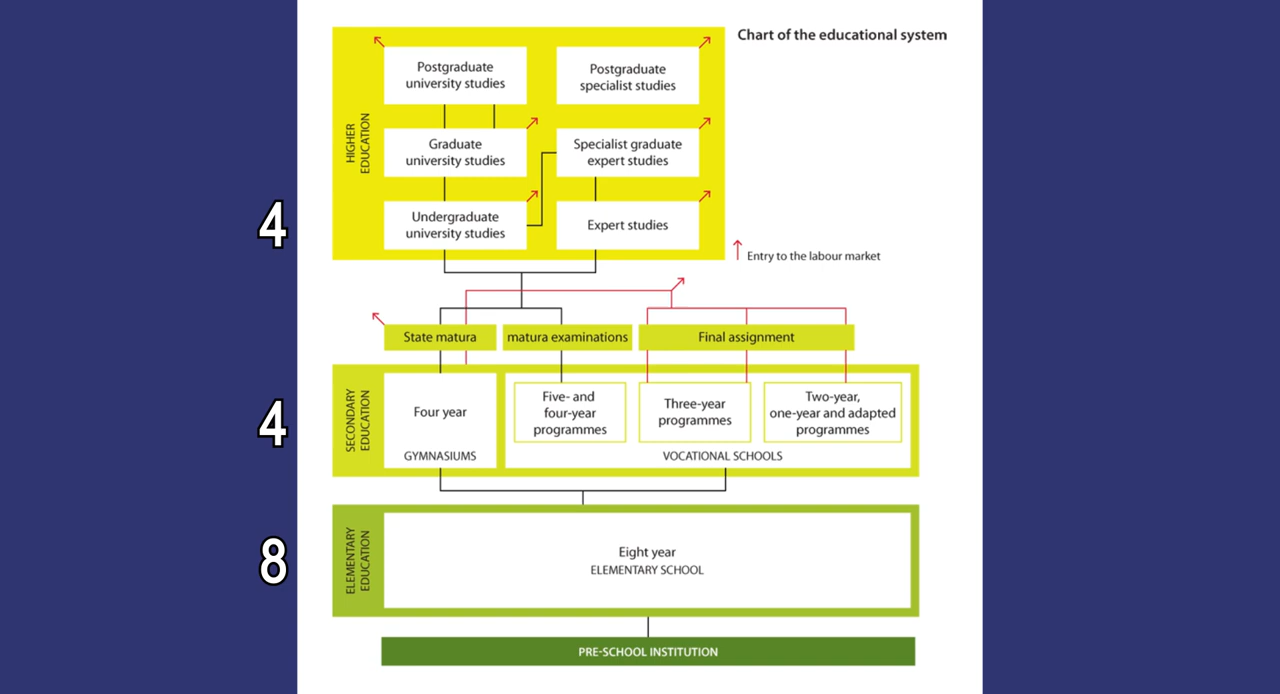 Chart of the educational system
HIGHER
EDUCATION
Postgraduate
university studies
Postgraduate
specialist studies
Graduate
university studies
Specialist graduate
expert studies
4
Undergraduate
university studies
Expert studies
Entry to the labour market
State matura
matura examinations
Final assignment
4
SECONDARY
EDUCATION
Four year
GYMNASIUMS
Five- and
four-year
programmes
Three-year
programmes
Two-year,
one-year and adapted
programmes
VOCATIONAL SCHOOLS
8
ELEMENTARY
EDUCATION
Eight year
ELEMENTARY SCHOOL
PRE-SCHOOL INSTITUTION